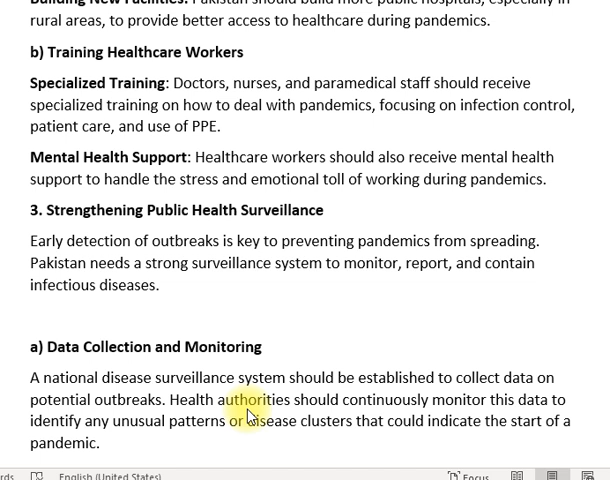 Building New Facilities: Pakistan should build more public hospitals, especially in
rural areas, to provide better access to healthcare during pandemics.
b) Training Healthcare Workers
Specialized Training: Doctors, nurses, and paramedical staff should receive
specialized training on how to deal with pandemics, focusing on infection control,
patient care, and use of PPE.
Mental Health Support: Healthcare workers should also receive mental health
support to handle the stress and emotional toll of working during pandemics.
3. Strengthening Public Health Surveillance
Early detection of outbreaks is key to preventing pandemics from spreading.
Pakistan needs a strong surveillance system to monitor, report, and contain
infectious diseases.
a) Data Collection and Monitoring
A national disease surveillance system should be established to collect data on
potential outbreaks. Health authorities should continuously monitor this data to
identify any unusual patterns or disease clusters that could indicate the start of a
pandemic.
rds English (United States) Focus